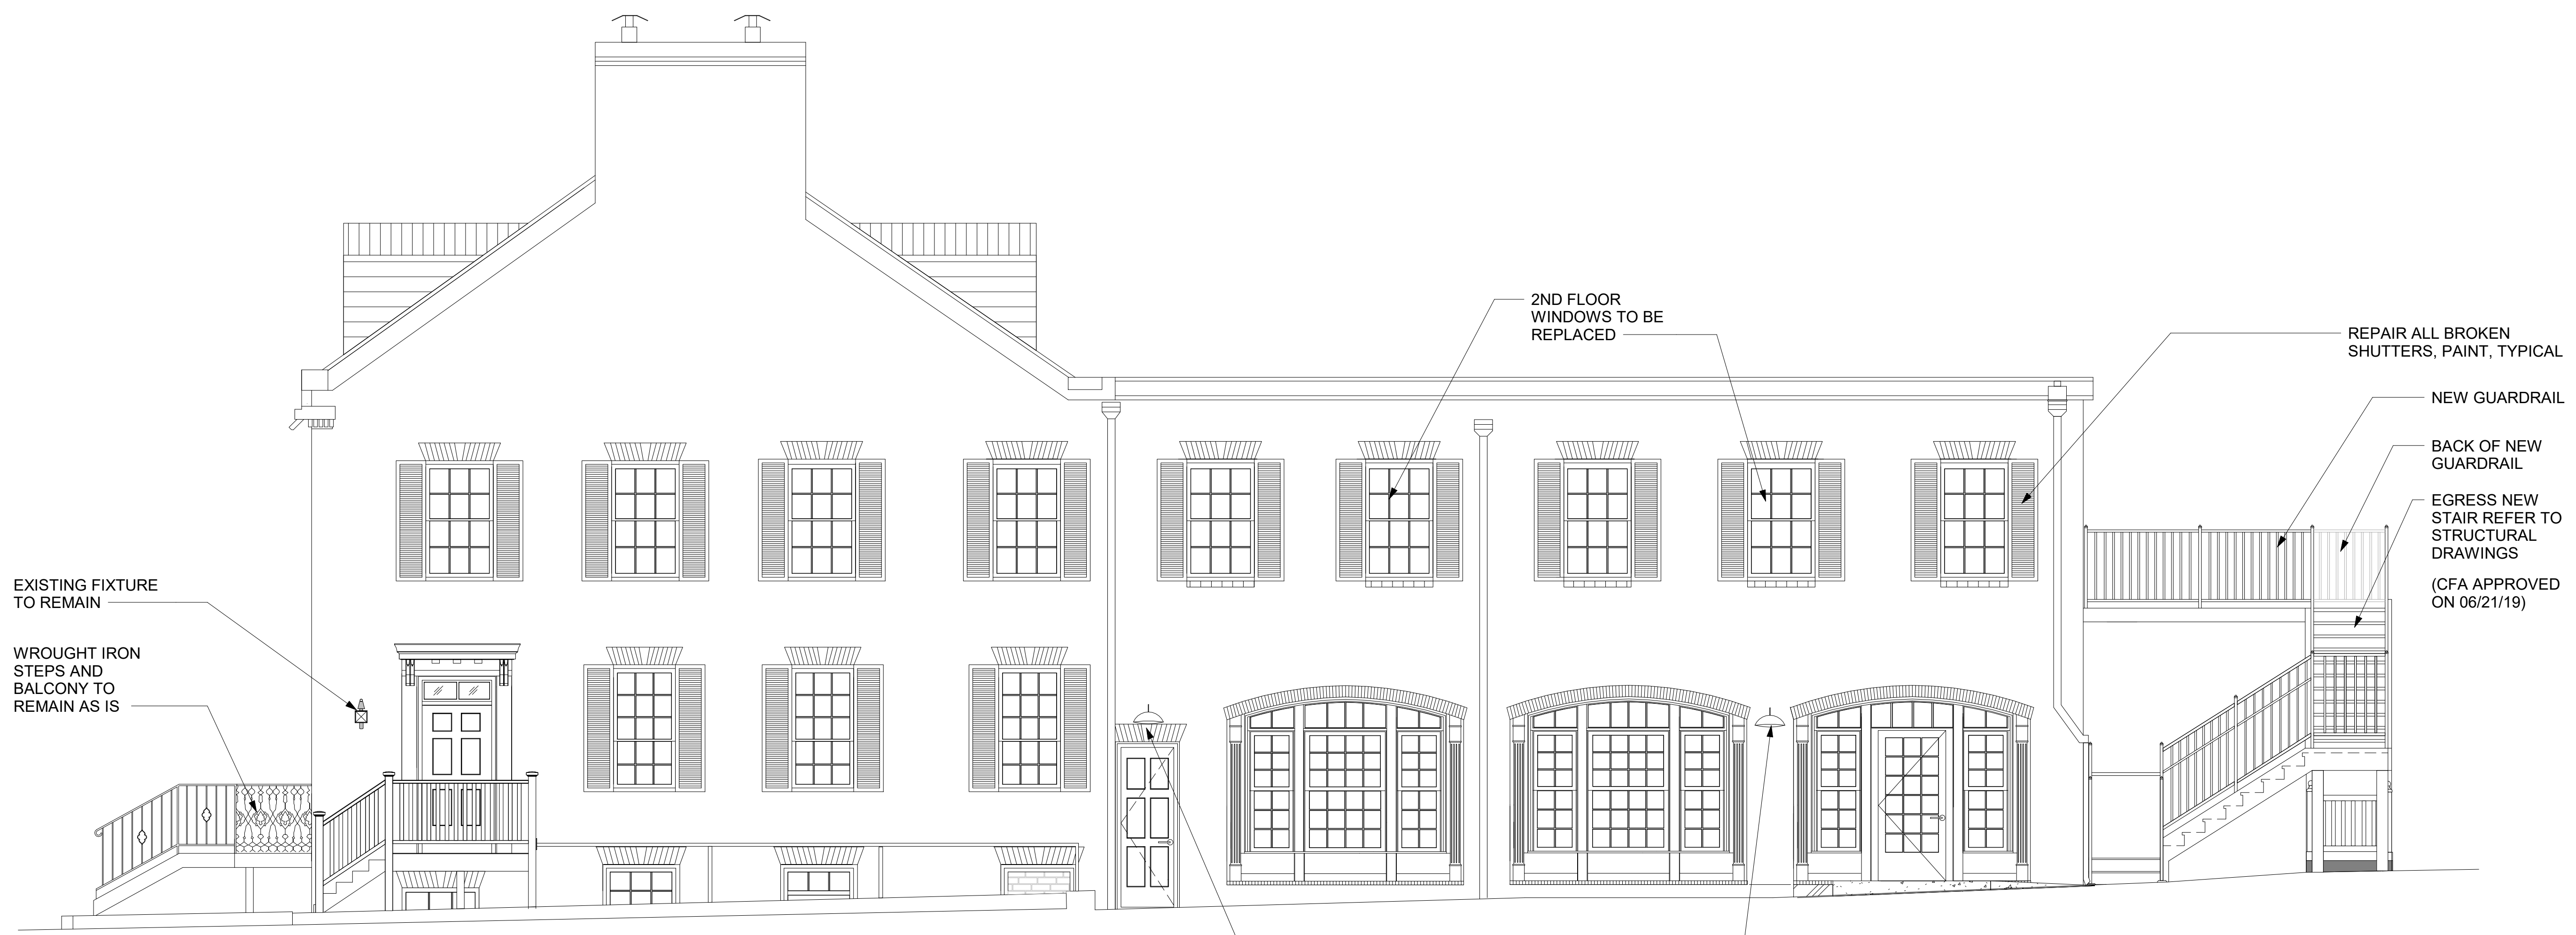 2ND FLOOR
WINDOWS TO BE
REPLACED
REPAIR ALL BROKEN
SHUTTERS, PAINT, TYPICAL
NEW GUARDRAIL
BACK OF NEW
GUARDRAIL
EGRESS NEW
STAIR REFER TO
STRUCTURAL
DRAWINGS
(CFA APPROVED
ON 06/21/19)
EXISTING FIXTURE
TO REMAIN
WROUGHT IRON
STEPS AND
BALCONY TO
REMAIN AS IS